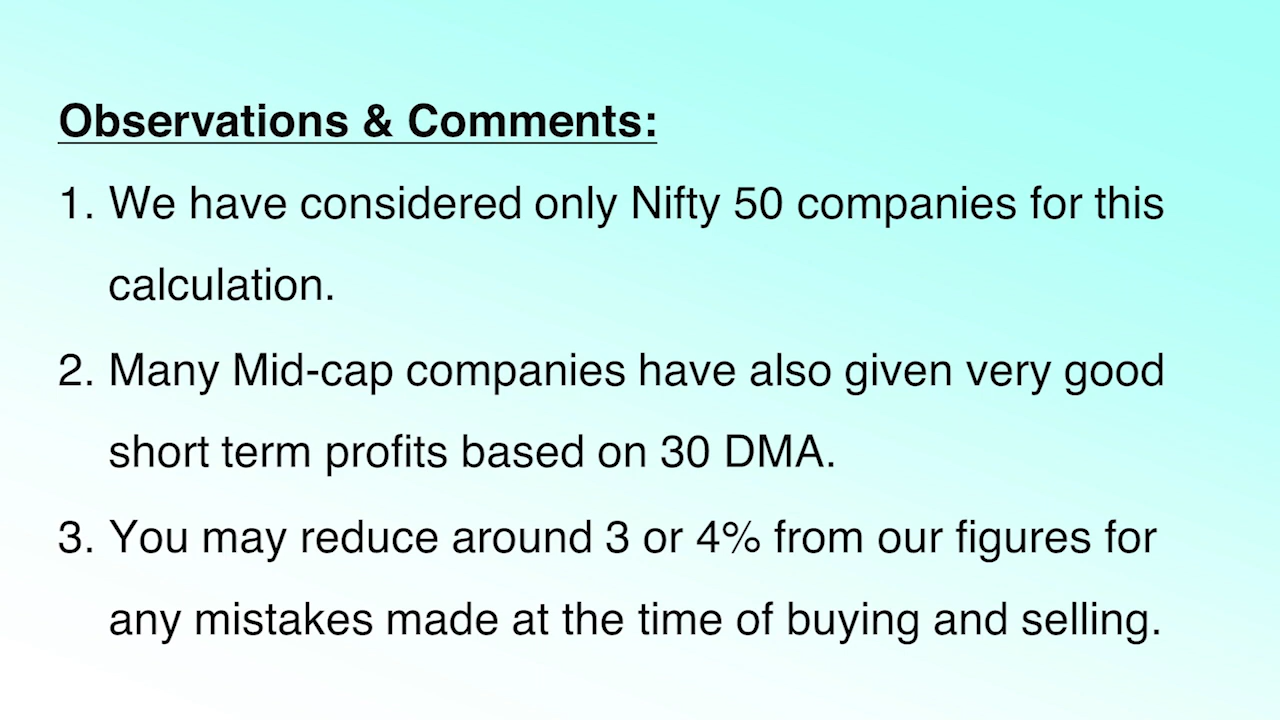 Observations & Comments:
1. We have considered only Nifty 50 companies for this
calculation.
2. Many Mid-cap companies have also given very good
short term profits based on 30 DMA.
3. You may reduce around 3 or 4% from our figures for
any mistakes made at the time of buying and selling.